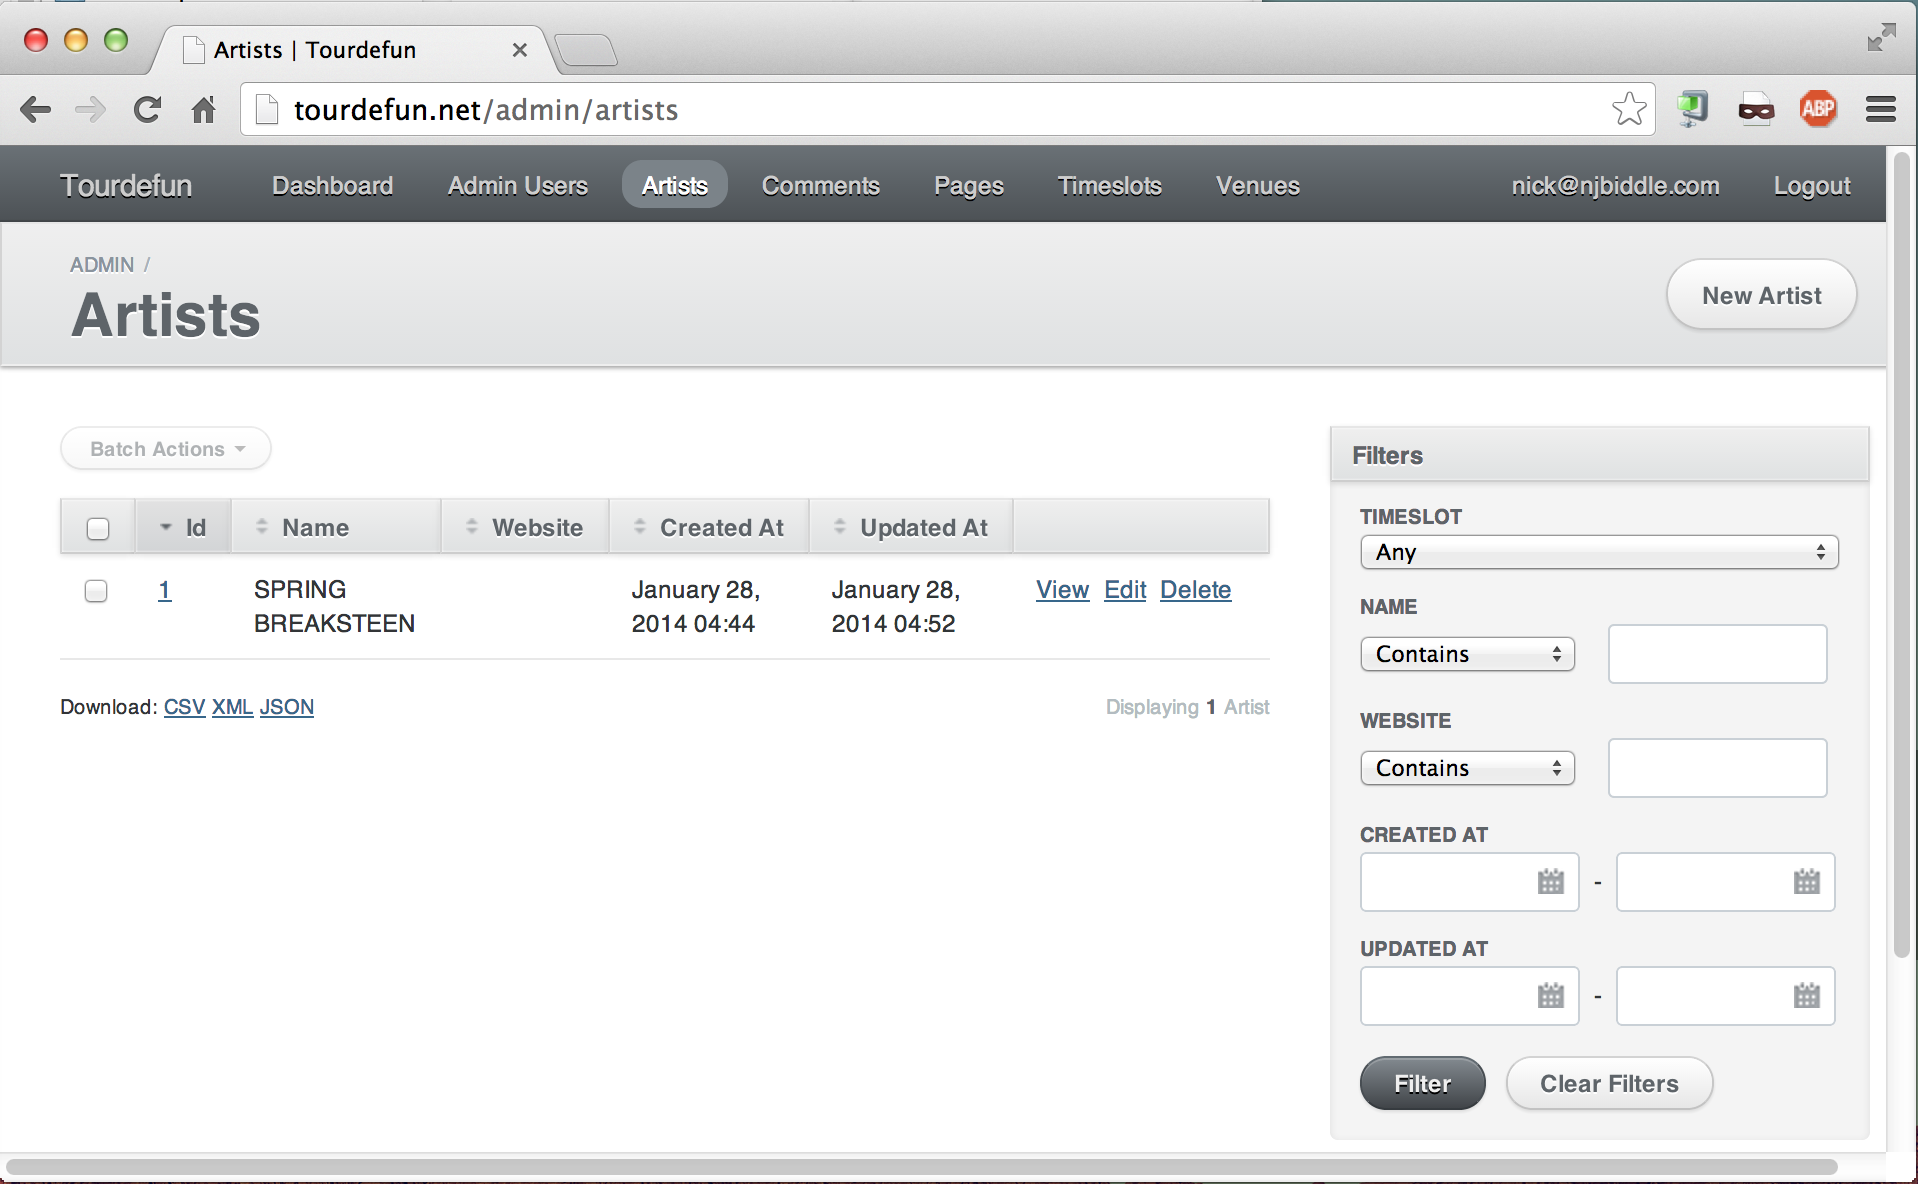 Artists | Tourdefun
tourdefun.net/admin/artists
ABP
Tourdefun Dashboard Admin Users Artists Comments Pages Timeslots Venues nick@njbiddle.com Logout
ADMIN /
Artists
New Artist
Batch Actions
Id Name Website Created At Updated At
1 SPRING BREAKSTEEN January 28, 2014 04:44 January 28, 2014 04:52 View Edit Delete
Download: CSV XML JSON
Displaying 1 Artist
Filters
TIMESLOT
Any
NAME
Contains
WEBSITE
Contains
CREATED AT
-
UPDATED AT
-
Filter Clear Filters